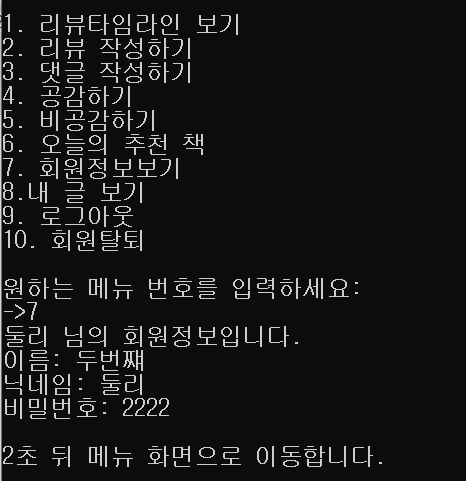 1. 리뷰타임라인 보기
2. 리뷰 작성하기
3. 댓글 작성하기
4. 공감하기
5. 비공감하기
6. 오늘의 추천 책
7. 회원정보보기
8.내 글 보기
9. 로그아웃
10. 회원탈퇴
원하는 메뉴 번호를 입력하세요:
->7
둘리 님의 회원정보입니다.
이름: 두번째
닉네임: 둘리
비밀번호: 2222
2초 뒤 메뉴 화면으로 이동합니다.